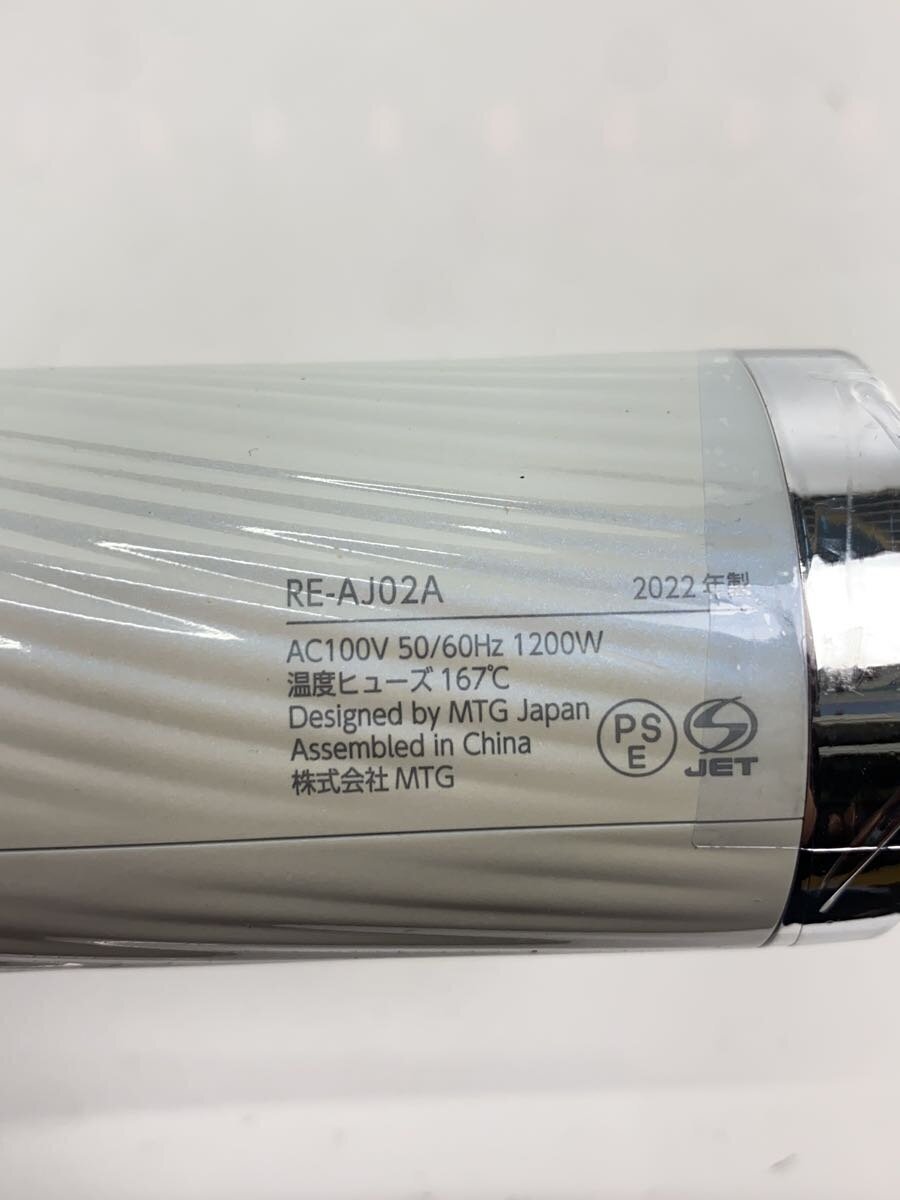 RE-AJ02A 2022年製
AC100V 50/60Hz 1200W
温度ヒューズ 167℃
Designed by MTG Japan
Assembled in China
株式会社 MTG
PS
E
JET